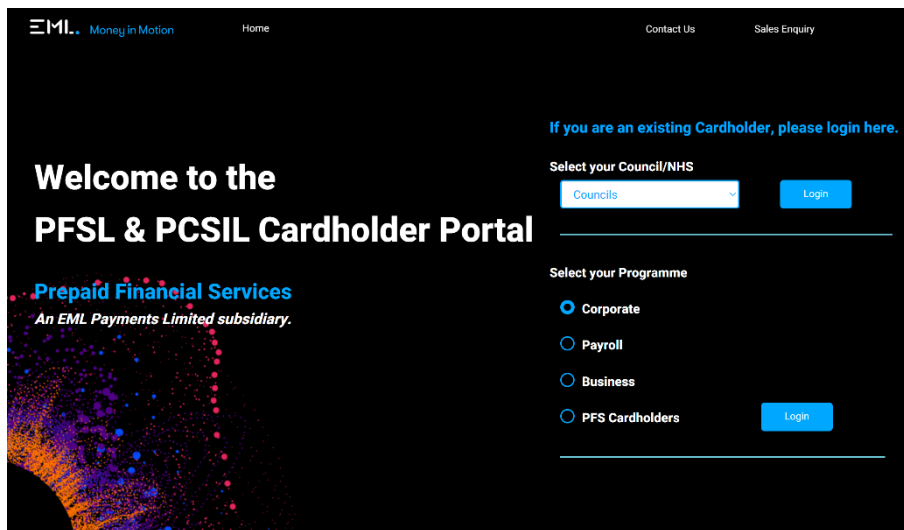 EML. Money in Motion
Home
Contact Us
Sales Enquiry
Welcome to the
PFSL & PCSIL Cardholder Portal
Prepaid Financial Services
An EML Payments Limited subsidiary.
If you are an existing Cardholder, please login here.
Select your Council/NHS
Councils
Login
Select your Programme
Corporate
Payroll
Business
PFS Cardholders
Login